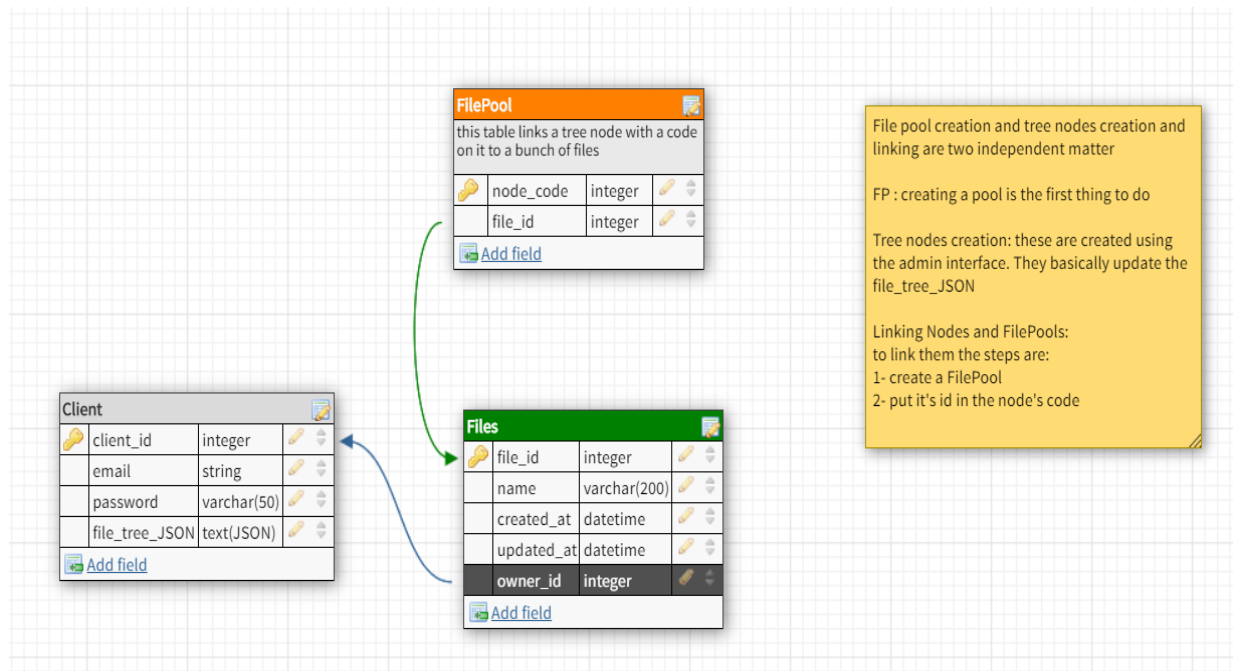 FilePool
this table links a tree node with a code
on it to a bunch of files
node_code integer
file_id integer
Add field
File pool creation and tree nodes creation and
linking are two independent matter
FP : creating a pool is the first thing to do
Tree nodes creation: these are created using
the admin interface. They basically update the
file_tree_JSON
Linking Nodes and FilePools:
to link them the steps are:
1- create a FilePool
2- put it's id in the node's code
Client
client_id integer
email string
password varchar(50)
file_tree_JSON text(JSON)
Add field
Files
file_id integer
name varchar(200)
created_at datetime
updated_at datetime
owner_id integer
Add field